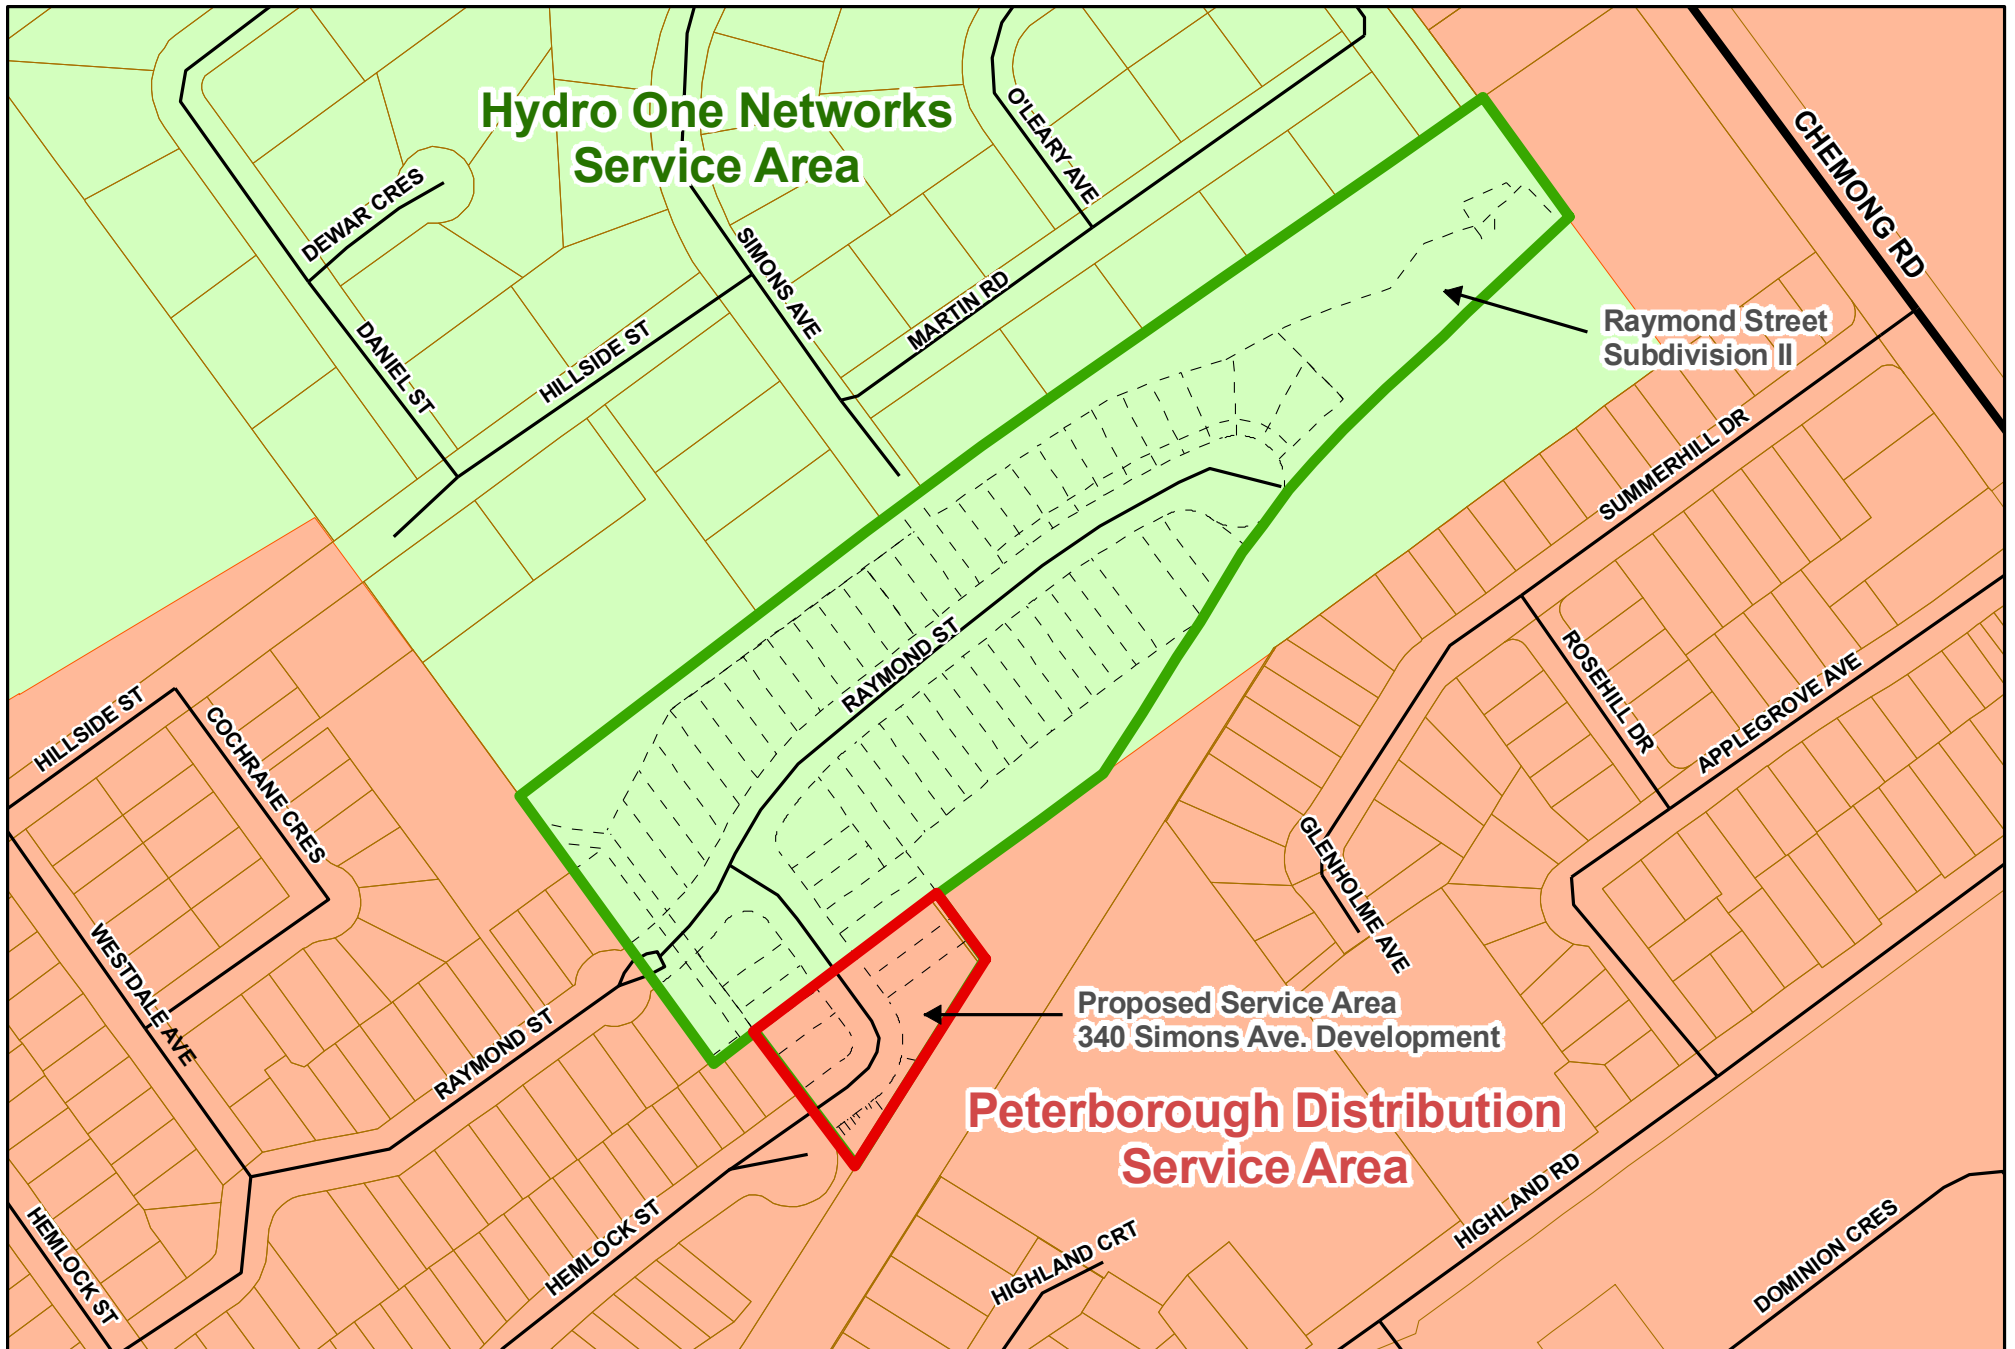 Hydro One Networks
Service Area
O'LEARY AVE
CHEMONG RD
DEWAR CRES
SIMONS AVE
MARTIN RD
DANIEL ST
HILLSIDE ST
Raymond Street
Subdivision II
SUMMERHILL DR
RAYMOND ST
ROSEHILL DR
APPLEGROVE AVE
HILLSIDE ST
COCHRANE CRES
GLENHOLME AVE
WESTDALE AVE
Proposed Service Area
340 Simons Ave. Development
RAYMOND ST
Peterborough Distribution
Service Area
HEMLOCK ST
HEMLOCK ST
HIGHLAND CRT
HIGHLAND RD
DOMINION CRES